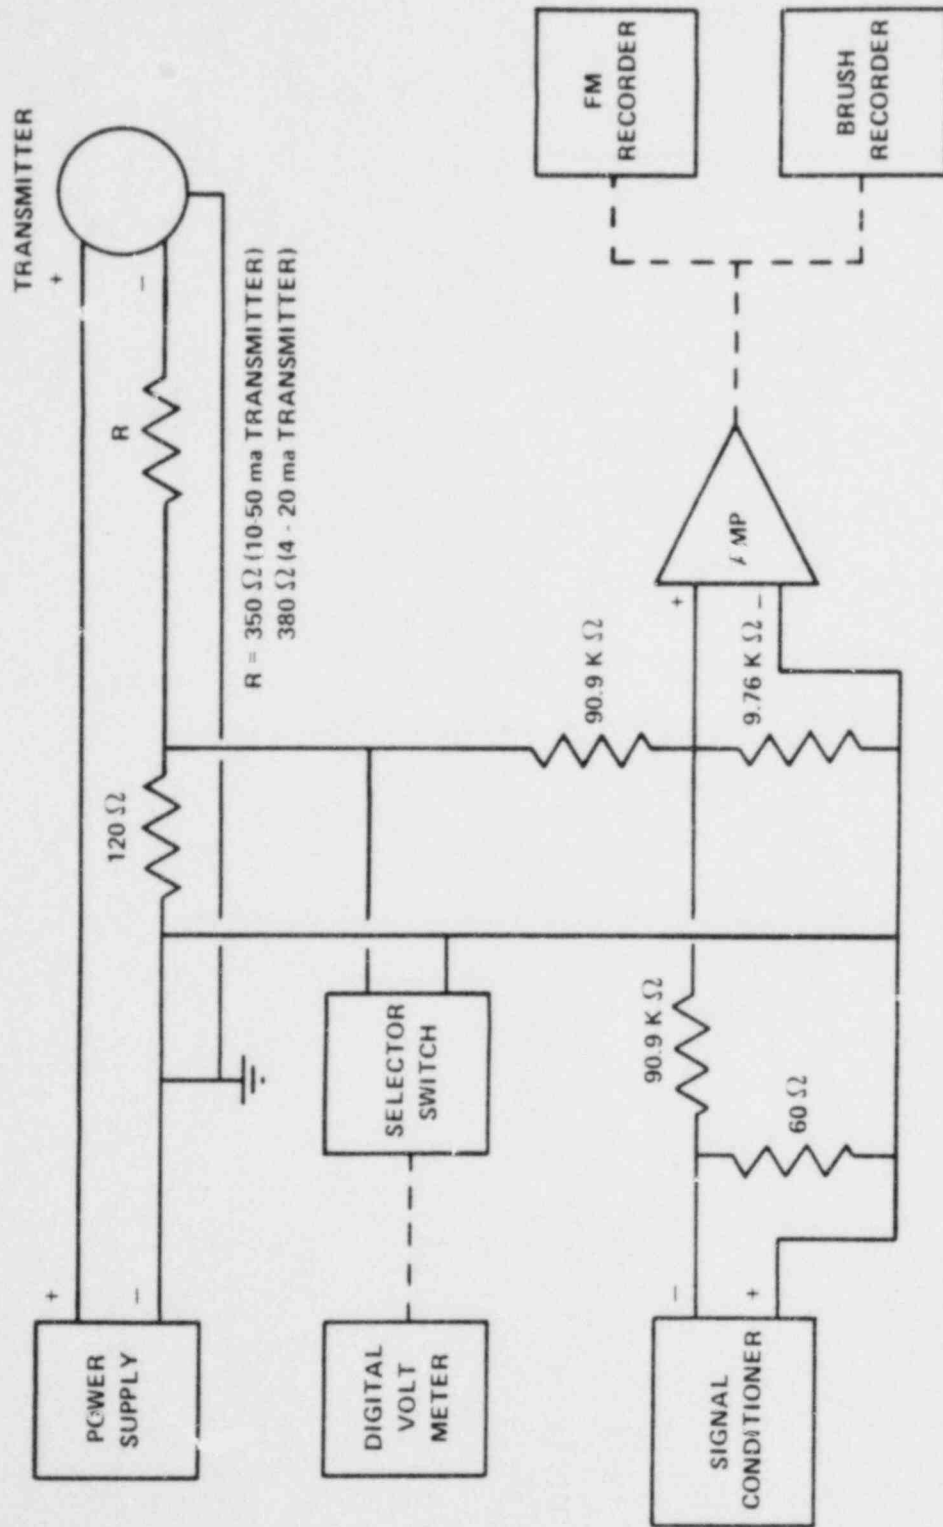 TRANSMITTER
+
−
R
R = 350 Ω (10-50 ma TRANSMITTER)
380 Ω (4 - 20 ma TRANSMITTER)
120 Ω
+
−
POWER
SUPPLY
SELECTOR
SWITCH
DIGITAL
VOLT
METER
90.9 K Ω
9.76 K Ω
+
−
FM
RECORDER
BRUSH
RECORDER
90.9 K Ω
60 Ω
−
+
SIGNAL
CONDITIONER